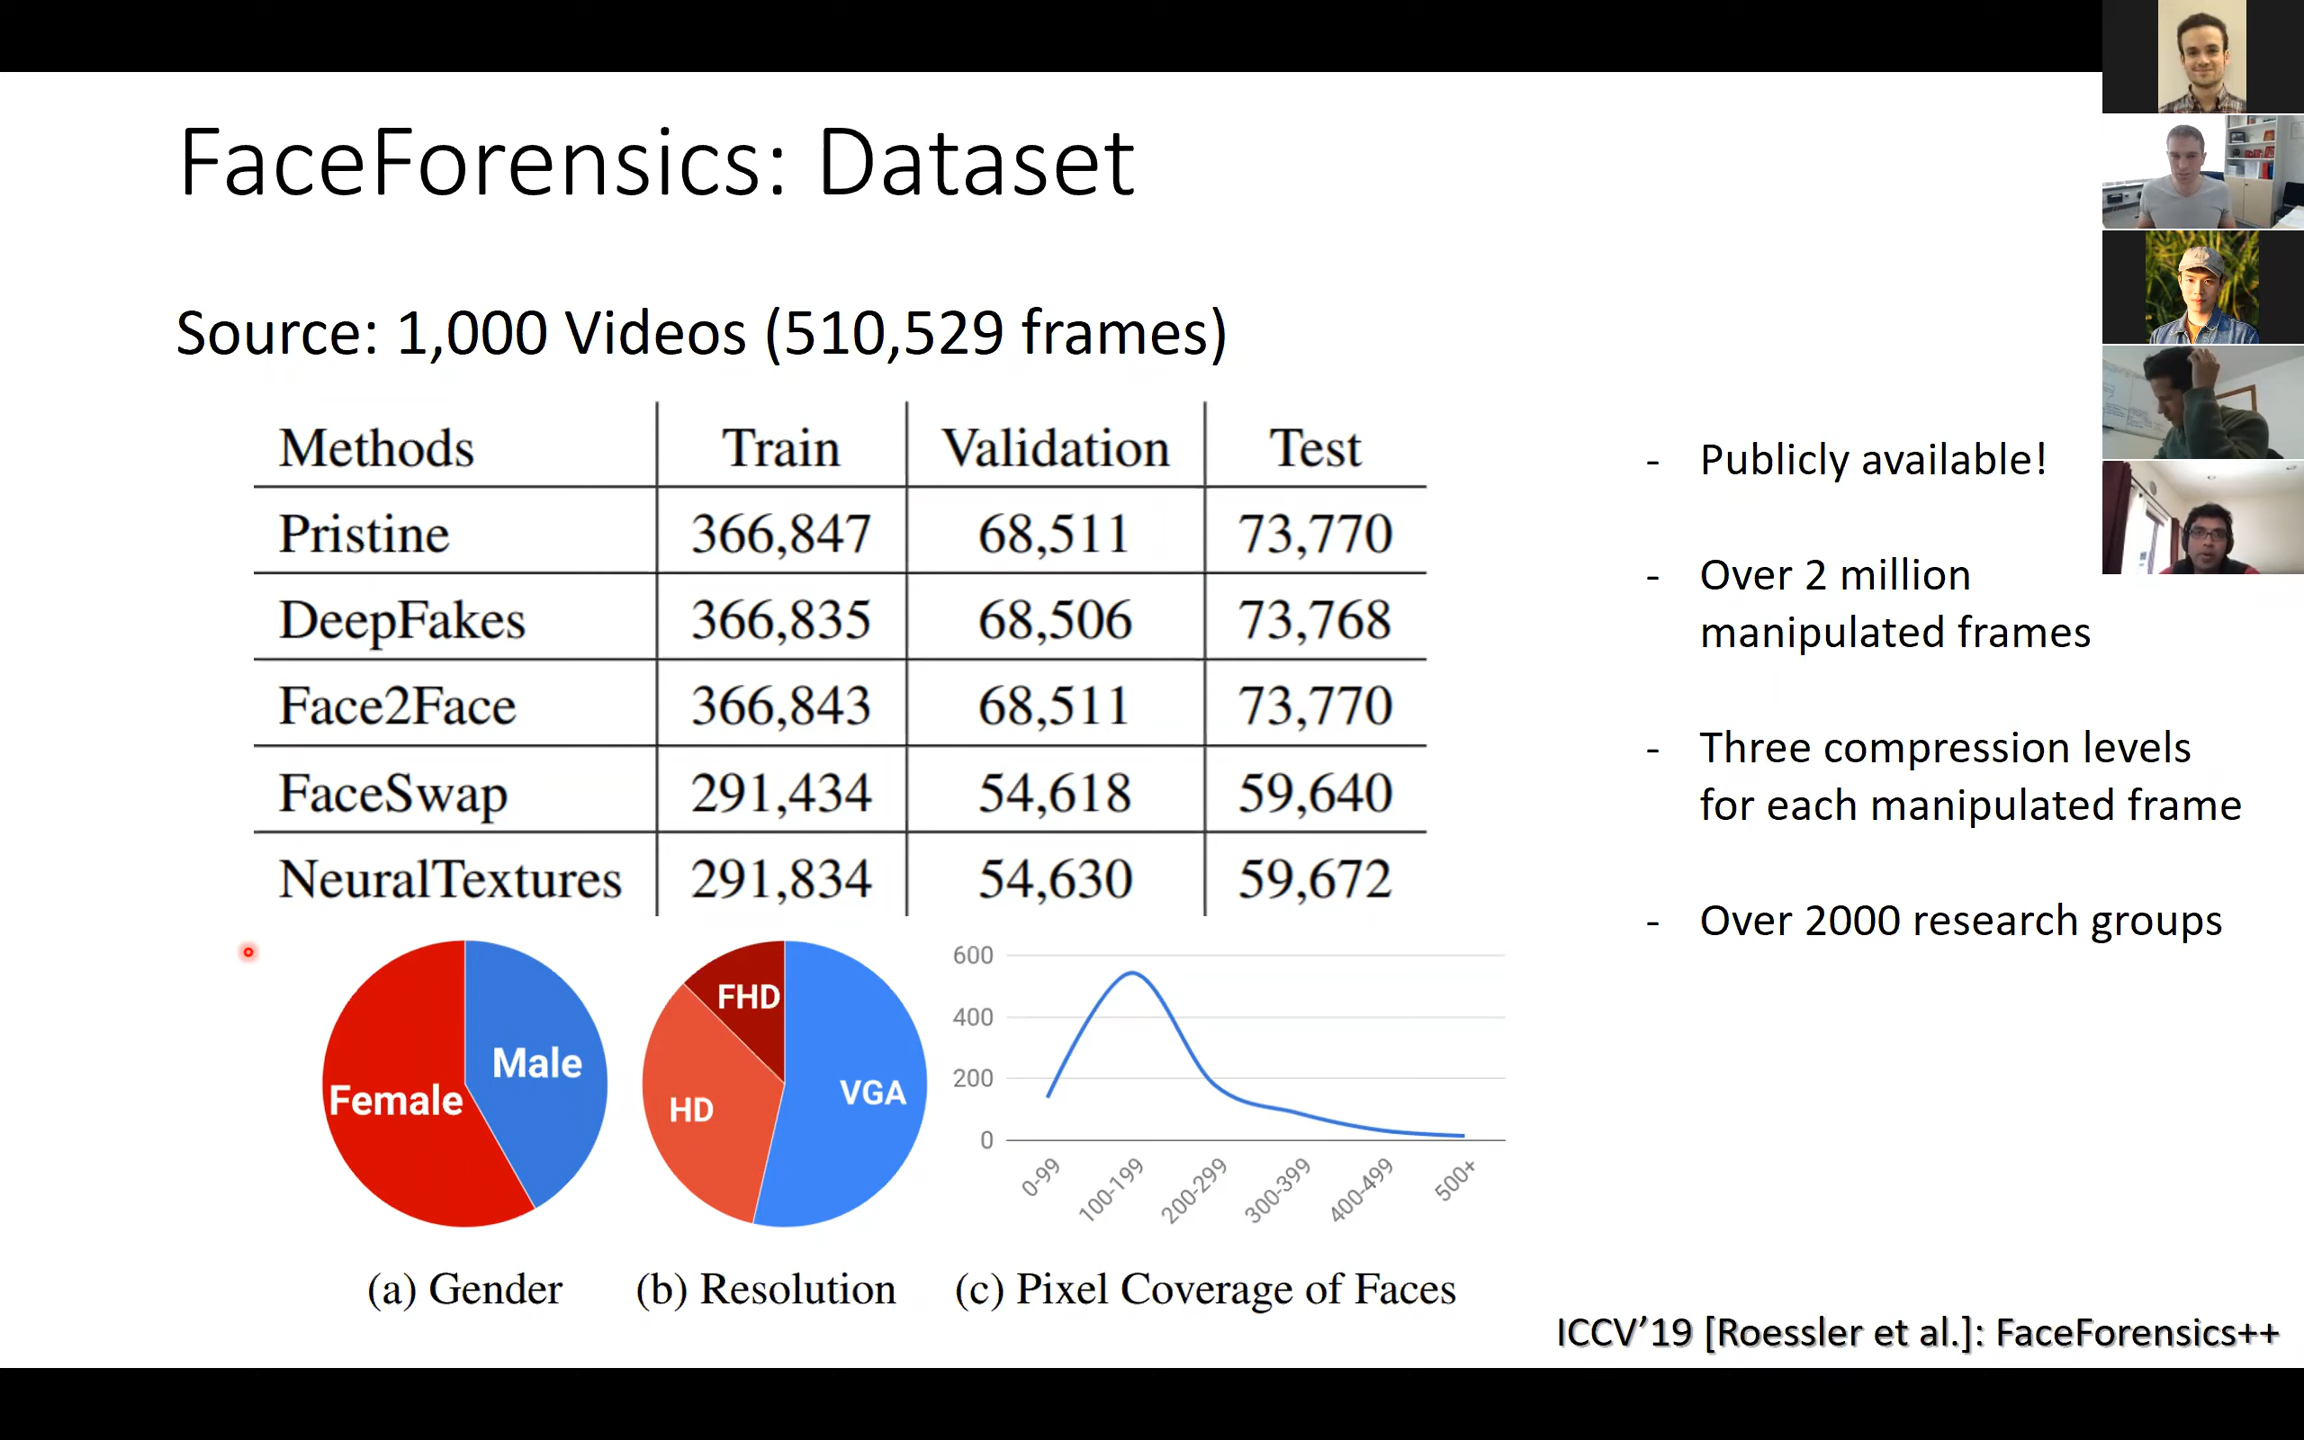 FaceForensics: Dataset
Source: 1,000 Videos (510,529 frames)
Methods Train Validation Test
Pristine 366,847 68,511 73,770
DeepFakes 366,835 68,506 73,768
Face2Face 366,843 68,511 73,770
FaceSwap 291,434 54,618 59,640
NeuralTextures 291,834 54,630 59,672
- Publicly available!
- Over 2 million
manipulated frames
- Three compression levels
for each manipulated frame
- Over 2000 research groups
Female
Male
(a) Gender
FHD
HD
VGA
(b) Resolution
600
400
200
0
0-99
100-199
200-299
300-399
400-499
500+
(c) Pixel Coverage of Faces
ICCV’19 [Roessler et al.]: FaceForensics++